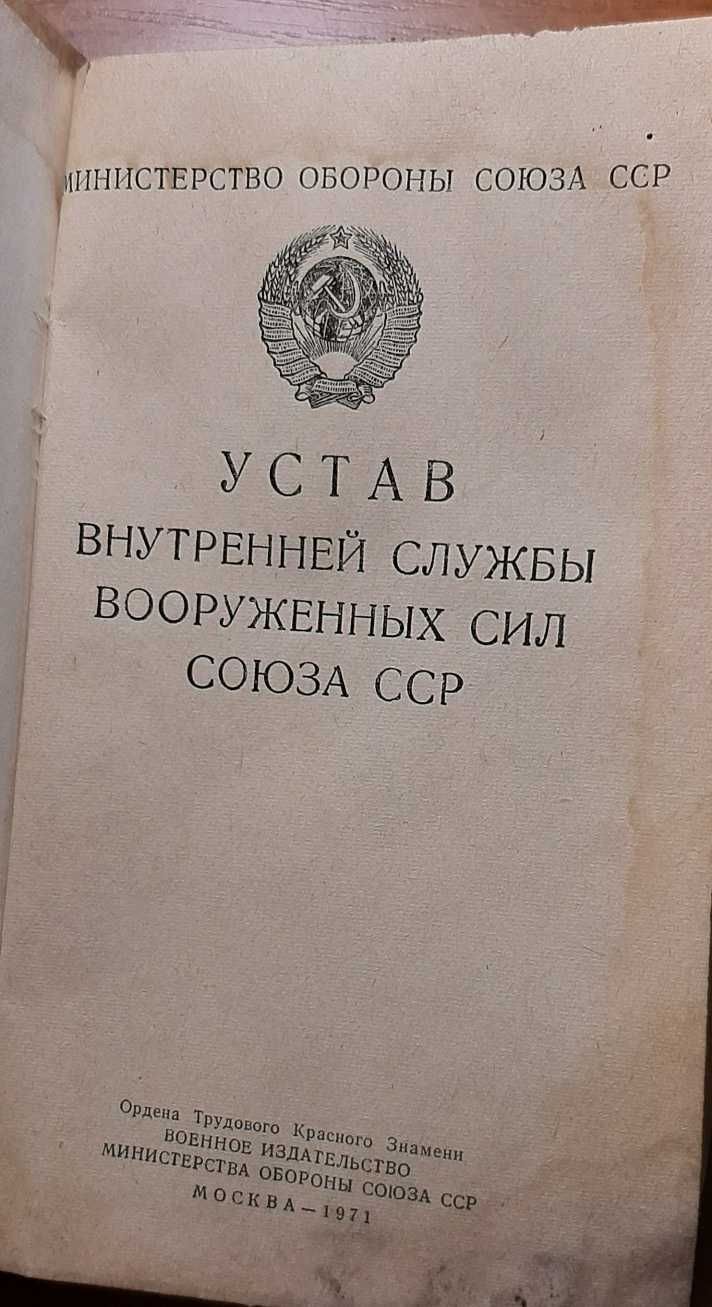 МИНИСТЕРСТВО ОБОРОНЫ СОЮЗА ССР
УСТАВ
ВНУТРЕННЕЙ СЛУЖБЫ
ВООРУЖЕННЫХ СИЛ
СОЮЗА ССР
Ордена Трудового Красного Знамени
ВОЕННОЕ ИЗДАТЕЛЬСТВО
МИНИСТЕРСТВА ОБОРОНЫ СОЮЗА ССР
МОСКВА—1971